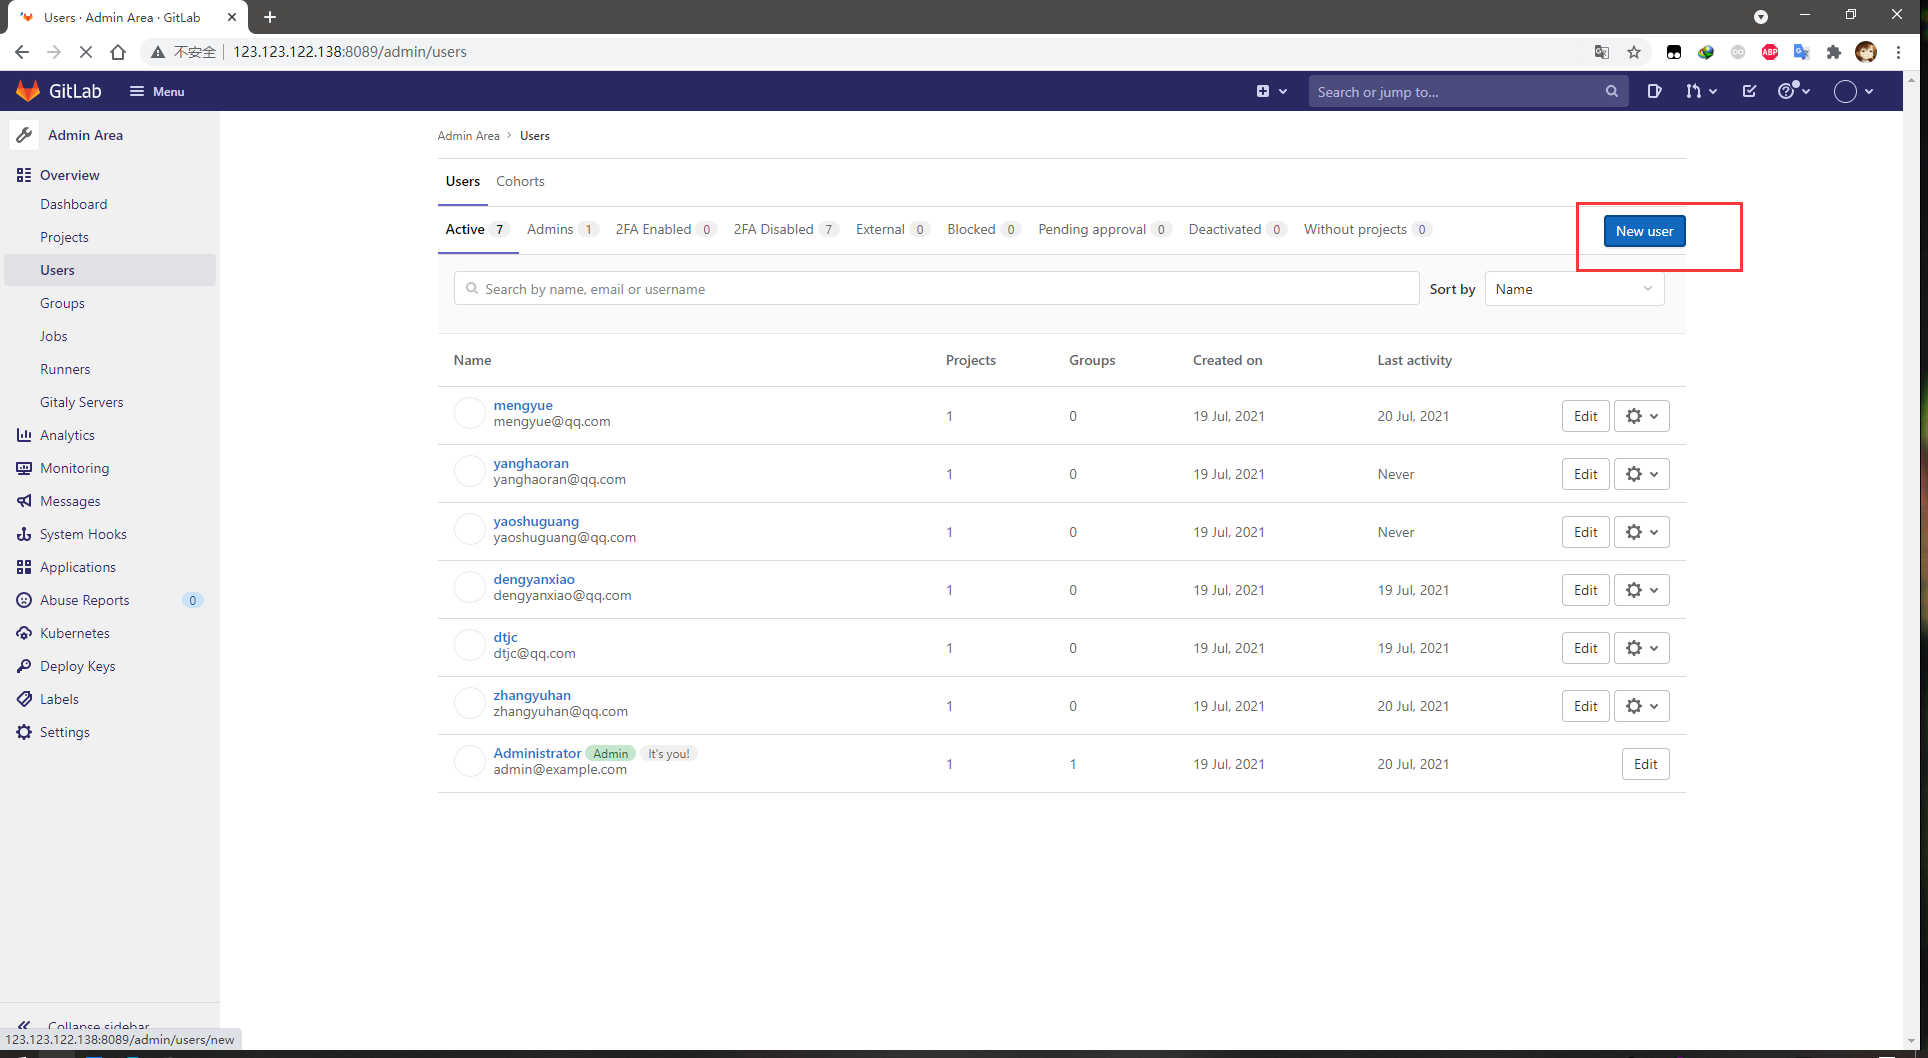 Users · Admin Area · GitLab
不安全 123.123.122.138:8089/admin/users
ABP
GitLab Menu Search or jump to...
Admin Area
Overview
Dashboard
Projects
Users
Groups
Jobs
Runners
Gitaly Servers
Analytics
Monitoring
Messages
System Hooks
Applications
Abuse Reports 0
Kubernetes
Deploy Keys
Labels
Settings
Collapse sidebar
123.123.122.138:8089/admin/users/new
Admin Area > Users
Users Cohorts
Active 7 Admins 1 2FA Enabled 0 2FA Disabled 7 External 0 Blocked 0 Pending approval 0 Deactivated 0 Without projects 0 New user
Search by name, email or username Sort by Name
Name Projects Groups Created on Last activity
mengyue
mengyue@qq.com 1 0 19 Jul, 2021 20 Jul, 2021 Edit
yanghaoran
yanghaoran@qq.com 1 0 19 Jul, 2021 Never Edit
yaoshuguang
yaoshuguang@qq.com 1 0 19 Jul, 2021 Never Edit
dengyanxiao
dengyanxiao@qq.com 1 0 19 Jul, 2021 19 Jul, 2021 Edit
dtjc
dtjc@qq.com 1 0 19 Jul, 2021 19 Jul, 2021 Edit
zhangyuhan
zhangyuhan@qq.com 1 0 19 Jul, 2021 20 Jul, 2021 Edit
Administrator Admin It's you!
admin@example.com 1 1 19 Jul, 2021 20 Jul, 2021 Edit